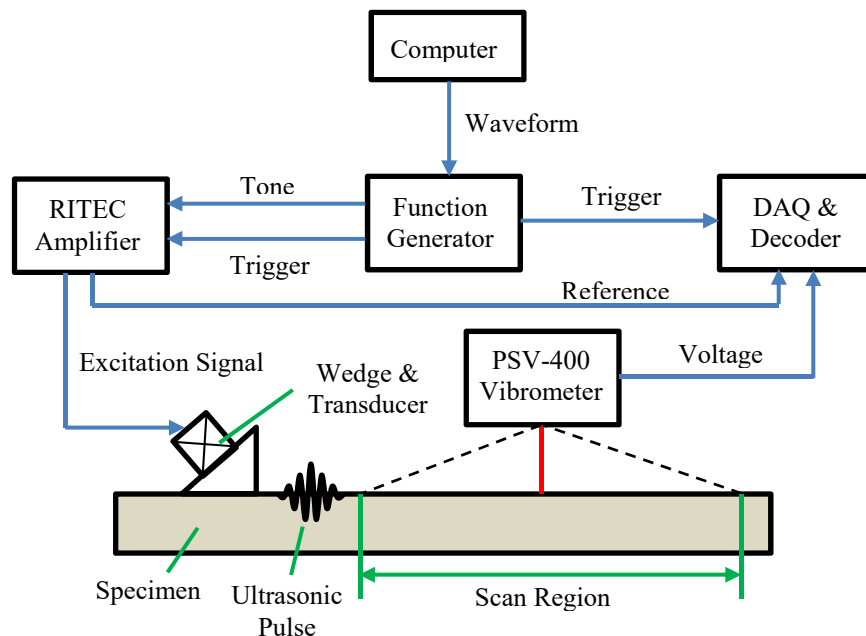 Computer
Waveform
RITEC
Amplifier
Tone
Trigger
Function
Generator
Trigger
DAQ &
Decoder
Reference
Excitation Signal
Wedge &
Transducer
PSV-400
Vibrometer
Voltage
Specimen
Ultrasonic
Pulse
Scan Region